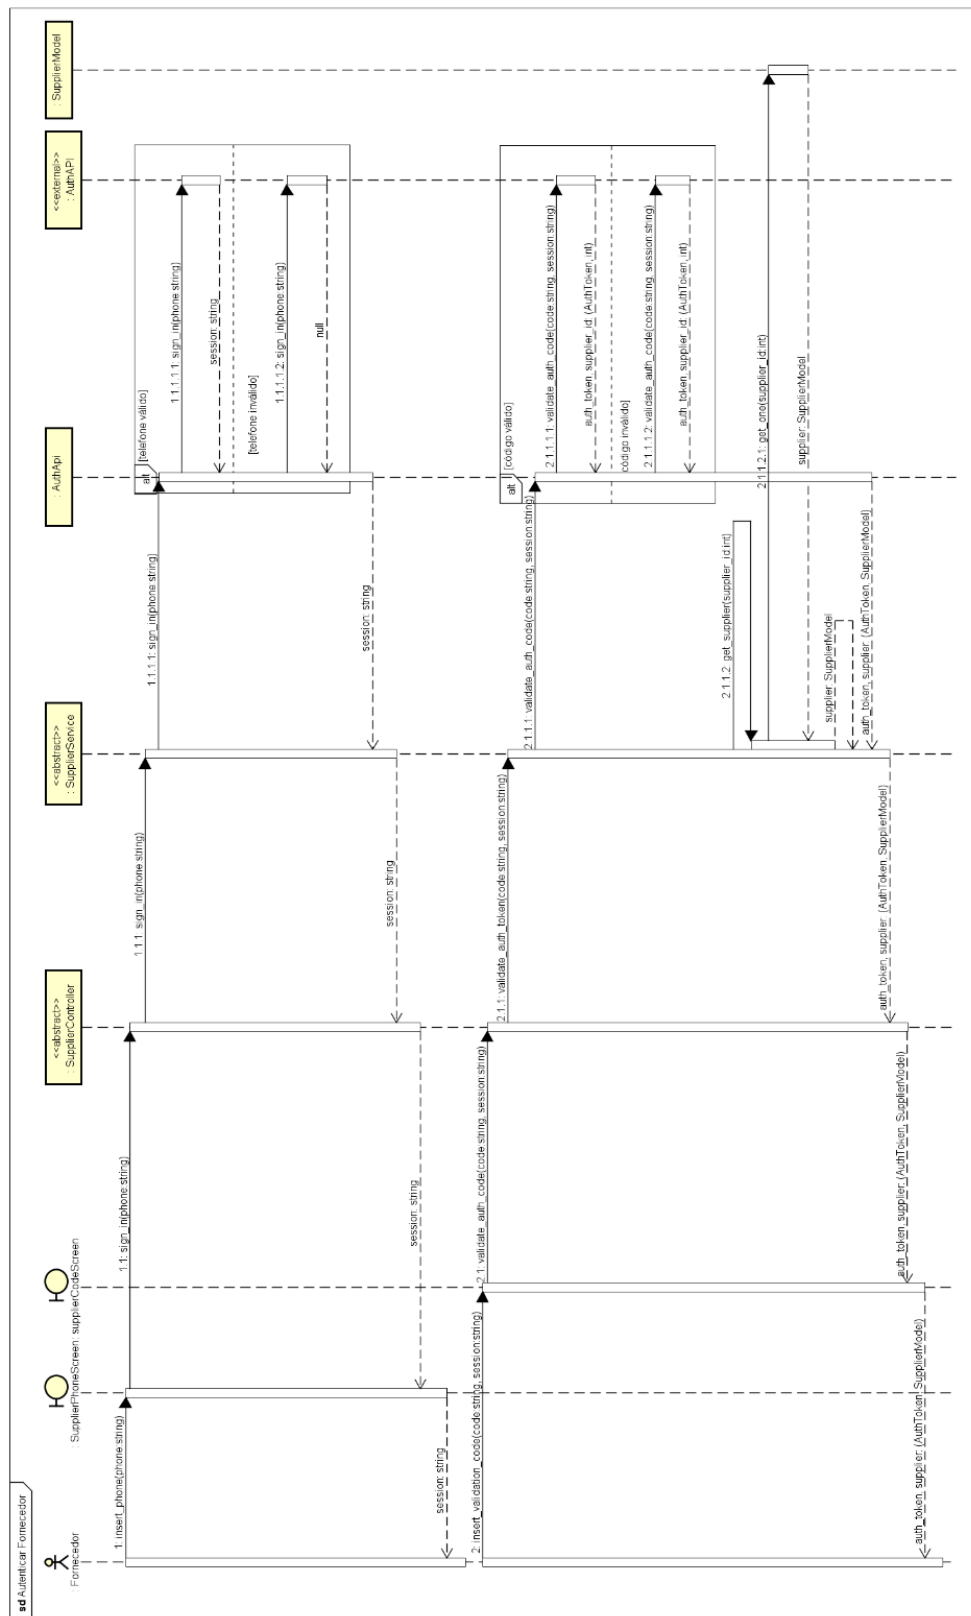 sd Autenticar Fornecedor
: Fornecedor
: SupplierPhoneScreen
: supplierCodeScreen
<<abstract>>
: SupplierController
<<abstract>>
: SupplierService
: AuthApi
<<external>>
: AuthAPI
: SupplierModel
1: insert_phone(phone:string)
1.1: sign_in(phone:string)
1.1.1: sign_in(phone:string)
1.1.1.1: sign_in(phone:string)
alt
[telefone válido]
1.1.1.1.1: sign_in(phone:string)
session: string
[telefone inválido]
1.1.1.1.2: sign_in(phone:string)
null
session: string
session: string
session: string
session: string
2: insert_validation_code(code:string, session:string)
2.1: validate_auth_code(code:string, session:string)
2.1.1: validate_auth_token(code:string, session:string)
2.1.1.1: validate_auth_code(code:string, session:string)
alt
[código válido]
2.1.1.1.1: validate_auth_code(code:string, session:string)
auth_token, supplier_id: (AuthToken, int)
código inválido]
2.1.1.1.2: validate_auth_code(code:string, session:string)
auth_token, supplier_id: (AuthToken, int)
2.1.1.2: get_supplier(supplier_id:int)
2.1.1.2.1: get_one(supplier_id:int)
supplier: SupplierModel
supplier: SupplierModel
auth_token, supplier: (AuthToken, SupplierModel)
auth_token, supplier: (AuthToken, SupplierModel)
auth_token, supplier: (AuthToken, SupplierModel)
auth_token, supplier: (AuthToken, SupplierModel)